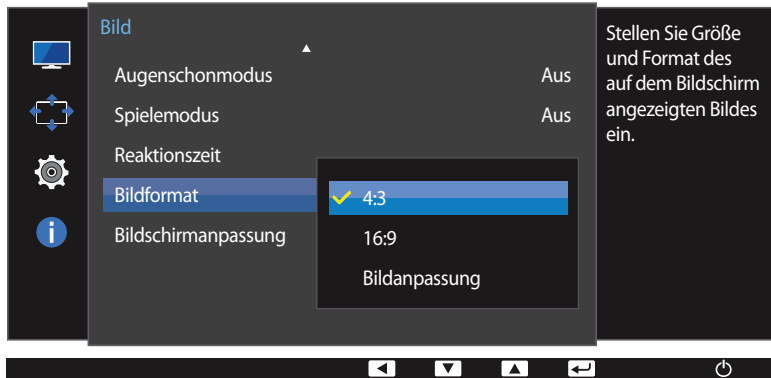 Bild
Augenschonmodus Aus
Spielemodus Aus
Reaktionszeit
Bildformat
Bildschirmanpassung
4:3
16:9
Bildanpassung
Stellen Sie Größe
und Format des
auf dem Bildschirm
angezeigten Bildes
ein.